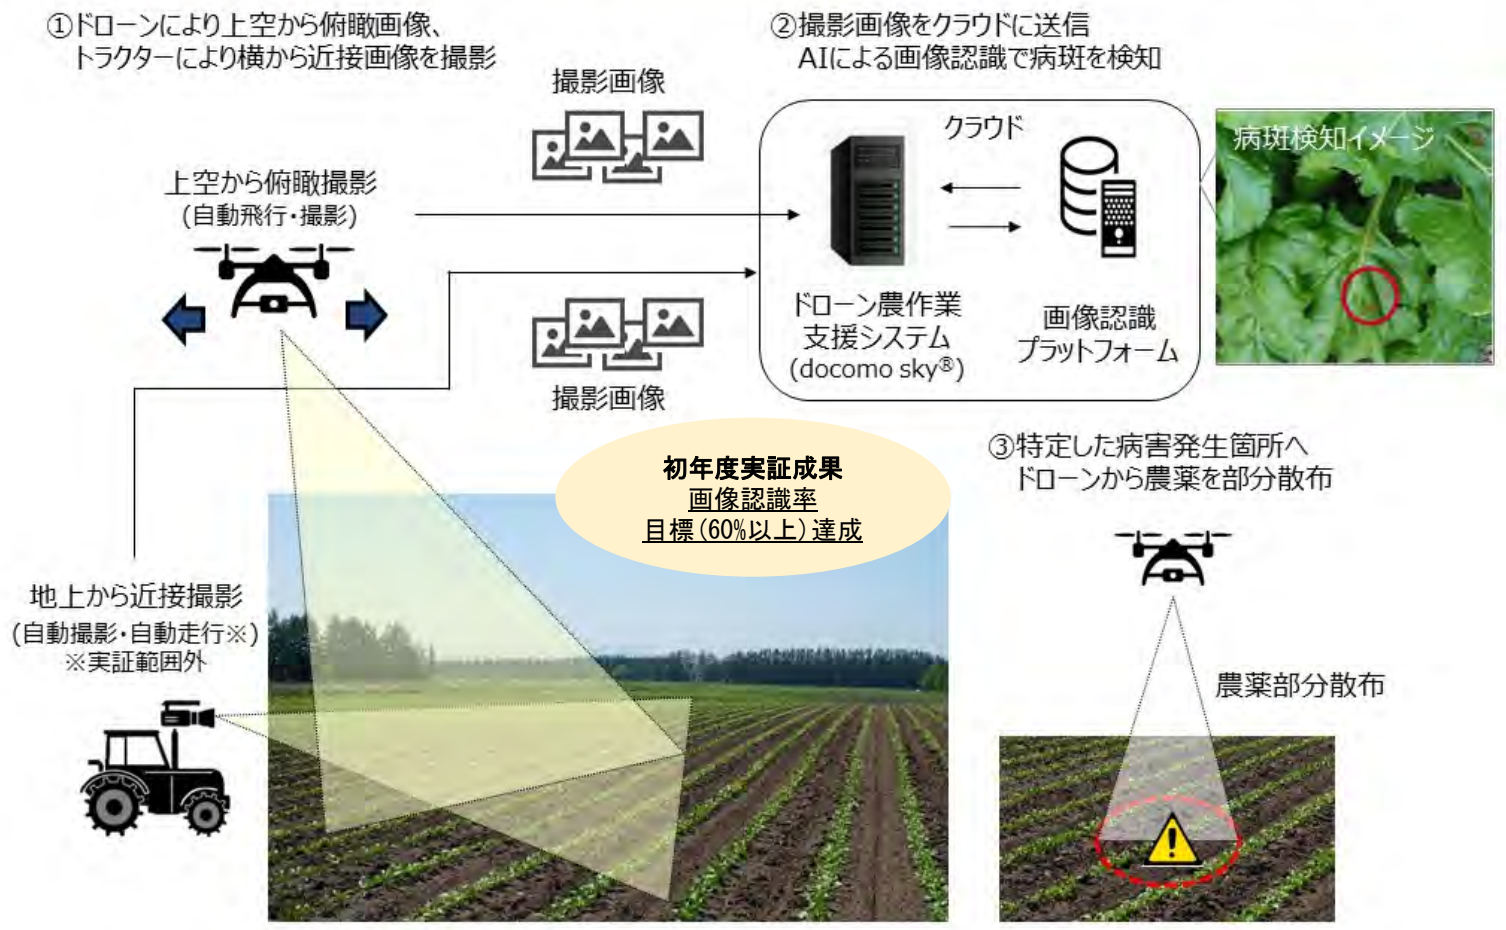 ①ドローンにより上空から俯瞰画像、
トラクターにより横から近接画像を撮影
②撮影画像をクラウドに送信
AIによる画像認識で病斑を検知
撮影画像
上空から俯瞰撮影
(自動飛行・撮影)
クラウド
病斑検知イメージ
ドローン農作業
支援システム
(docomo sky®)
画像認識
プラットフォーム
撮影画像
初年度実証成果
画像認識率
目標(60%以上)達成
③特定した病害発生箇所へ
ドローンから農薬を部分散布
地上から近接撮影
(自動撮影・自動走行※)
※実証範囲外
農薬部分散布